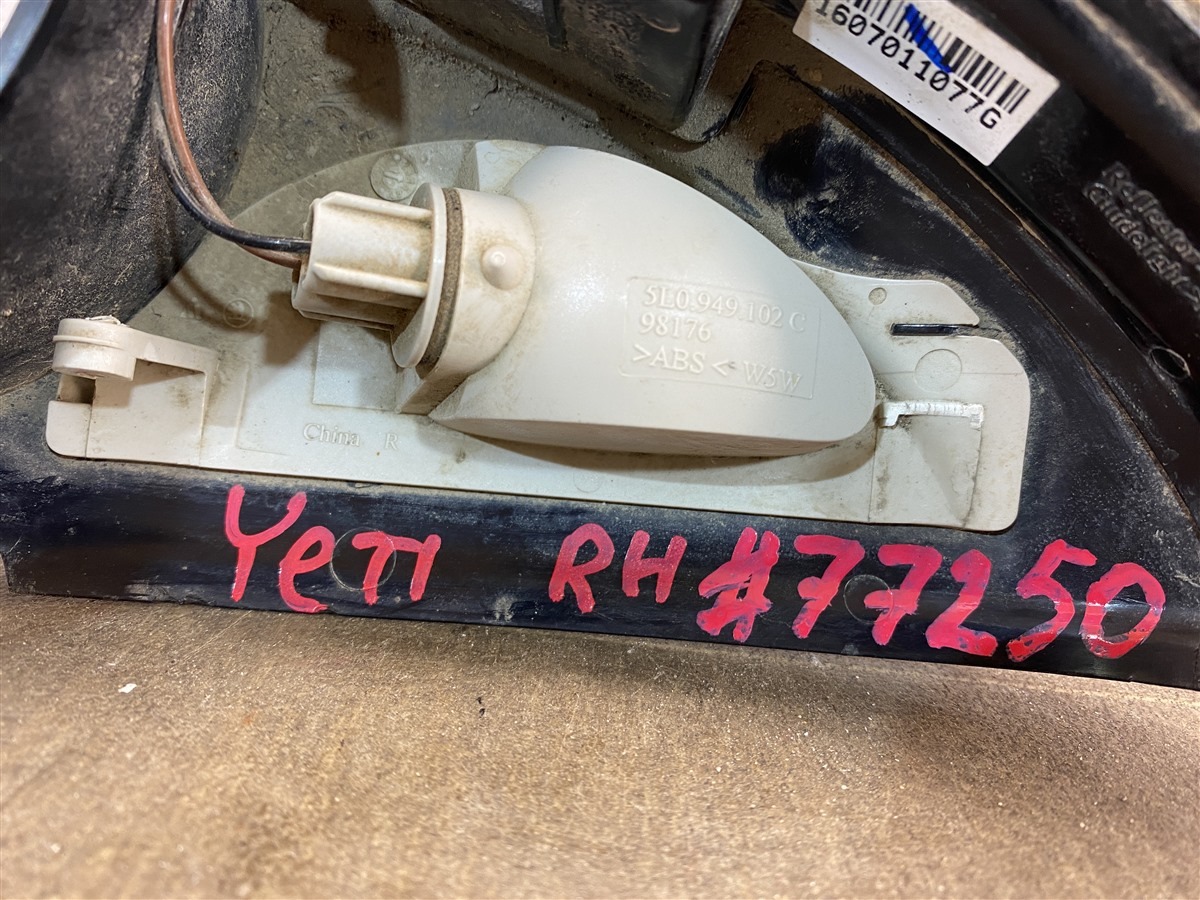 1607011077G
5L0.949.102 C
98176
>ABS< W5W
China R
Yeti RH #77250